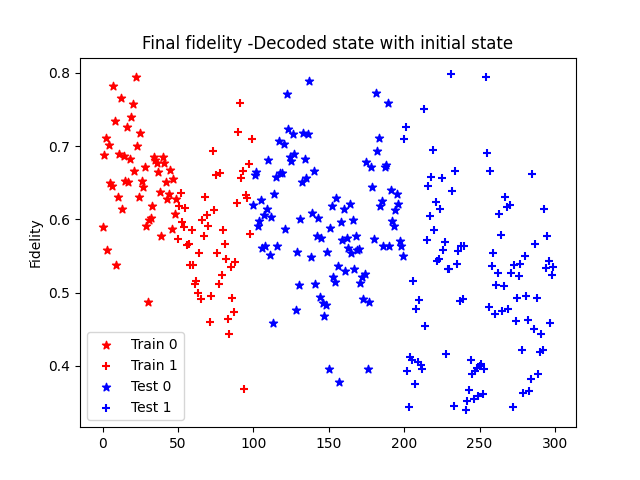 Final fidelity -Decoded state with initial state
0.8
0.7
0.6
0.5
0.4
Fidelity
Train 0
Train 1
Test 0
Test 1
0 50 100 150 200 250 300